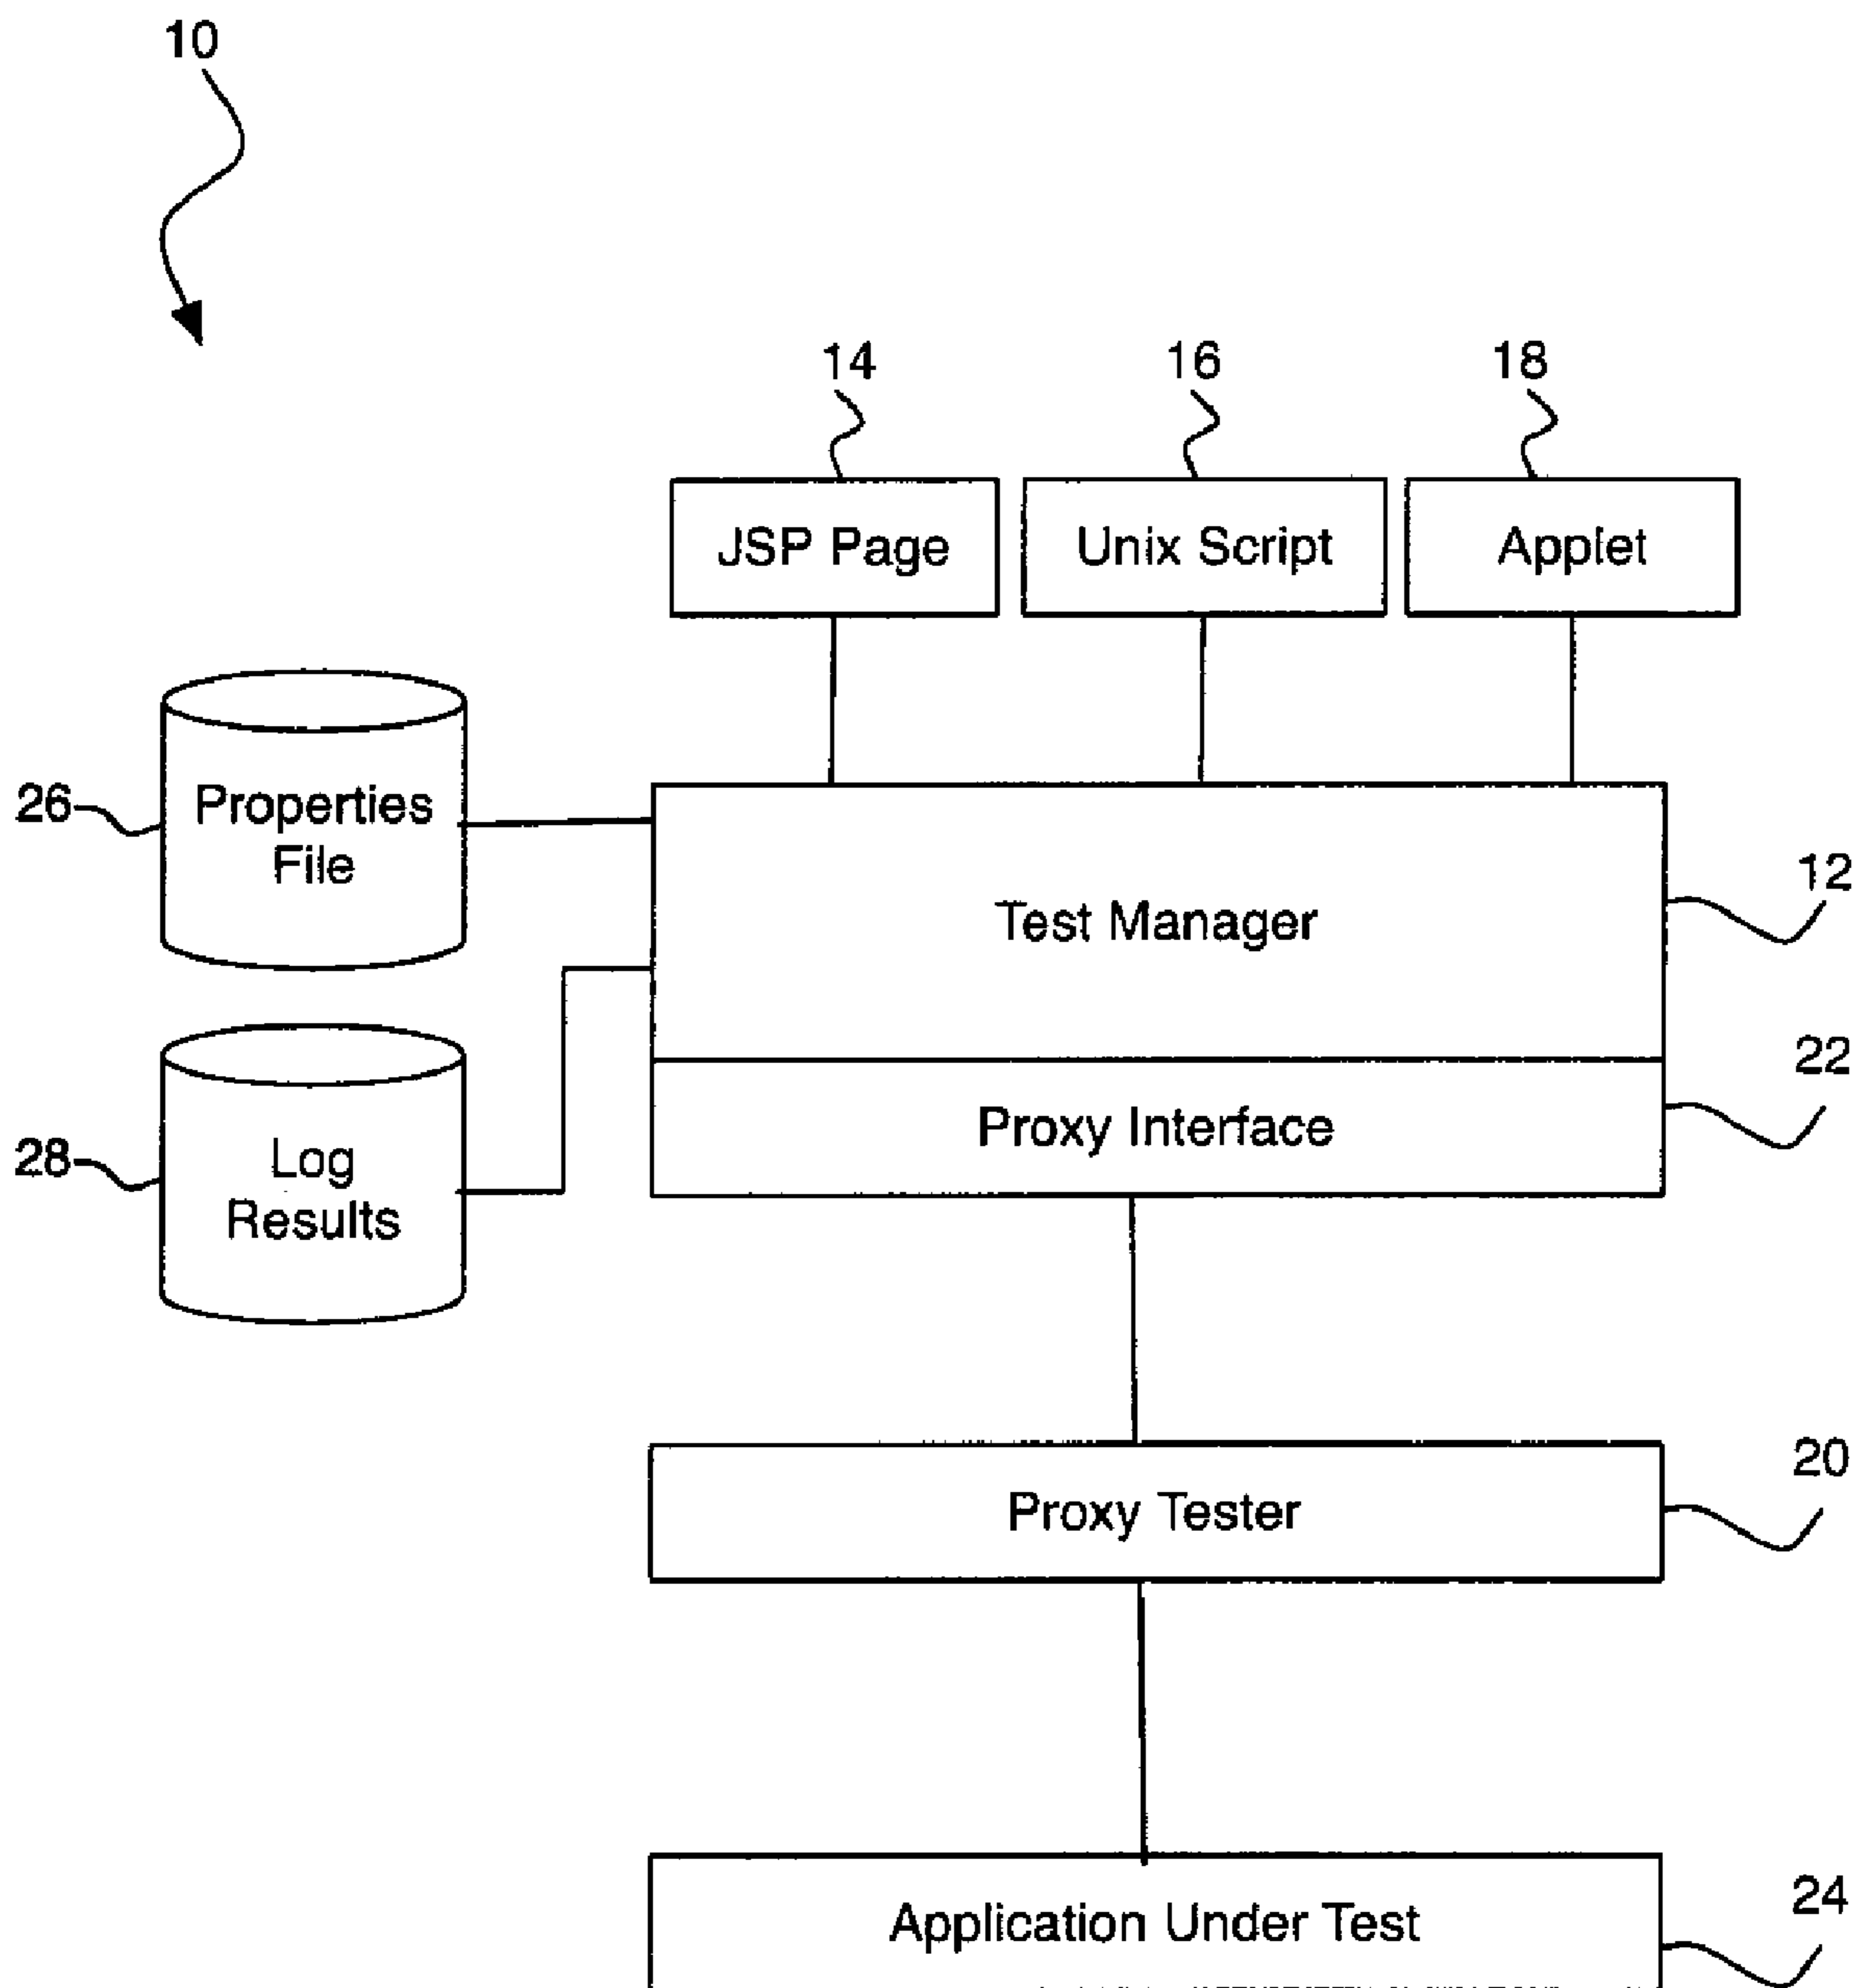 10
14 16 18
JSP Page Unix Script Applet
26 Properties
File
12
Test Manager
22
Proxy Interface
28 Log
Results
20
Proxy Tester
24
Application Under Test